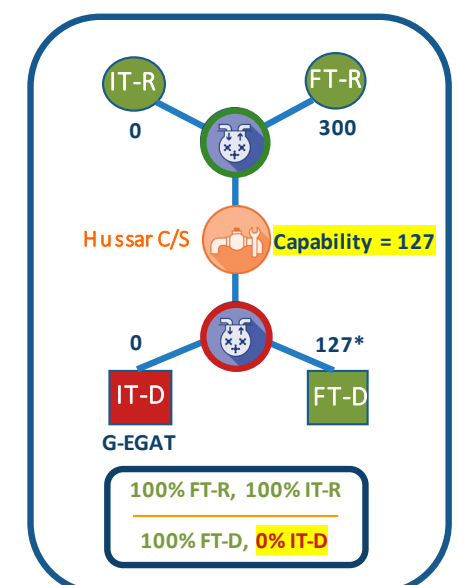 IT-R
FT-R
0
300
Hussar C/S
Capability = 127
0
127*
IT-D
FT-D
G-EGAT
100% FT-R, 100% IT-R
100% FT-D, 0% IT-D